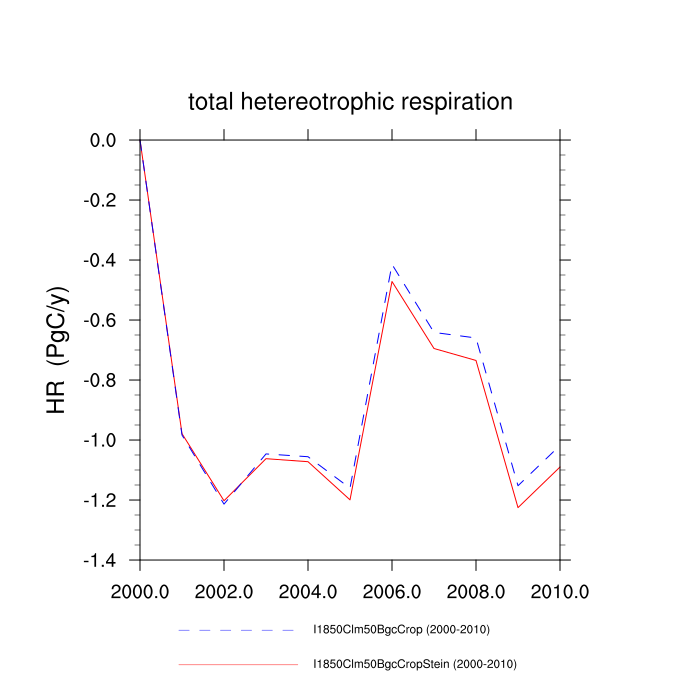 total hetereotrophic respiration
HR (PgC/y)
0.0
-0.2
-0.4
-0.6
-0.8
-1.0
-1.2
-1.4
2000.0 2002.0 2004.0 2006.0 2008.0 2010.0
I1850Clm50BgcCrop (2000-2010)
I1850Clm50BgcCropStein (2000-2010)